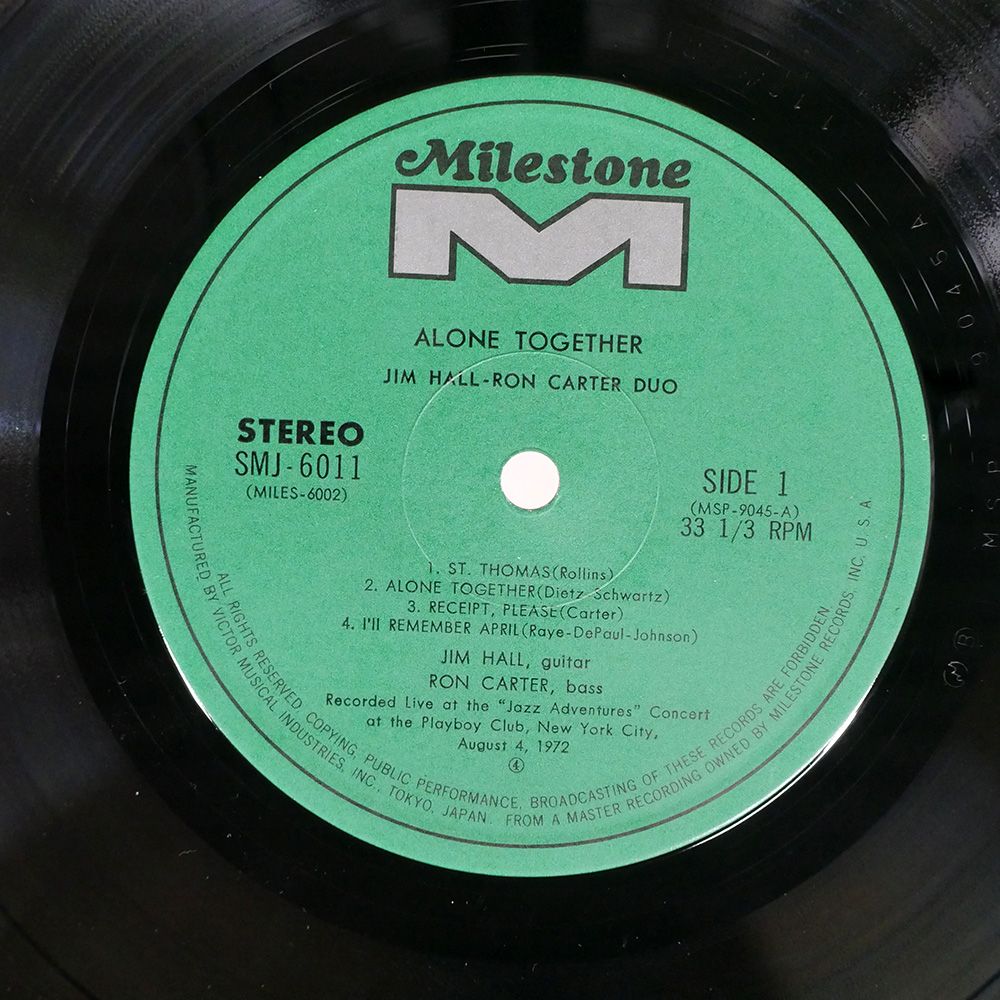 Milestone
M
ALONE TOGETHER
JIM HALL-RON CARTER DUO
STEREO
SMJ-6011
(MILES-6002)
SIDE 1
(MSP-9045-A)
33 1/3 RPM
1. ST. THOMAS(Rollins)
2. ALONE TOGETHER(Dietz-Schwartz)
3. RECEIPT, PLEASE(Carter)
4. I'll REMEMBER APRIL(Raye-DePaul-Johnson)
JIM HALL, guitar
RON CARTER, bass
Recorded Live at the "Jazz Adventures" Concert
at the Playboy Club, New York City,
August 4, 1972
④
ALL RIGHTS RESERVED COPYING, PUBLIC PERFORMANCE, BROADCASTING OF THESE RECORDS ARE FORBIDDEN
MANUFACTURED BY VICTOR MUSICAL INDUSTRIES, INC., TOKYO, JAPAN. FROM A MASTER RECORDING OWNED BY MILESTONE RECORDS, INC. U.S.A.